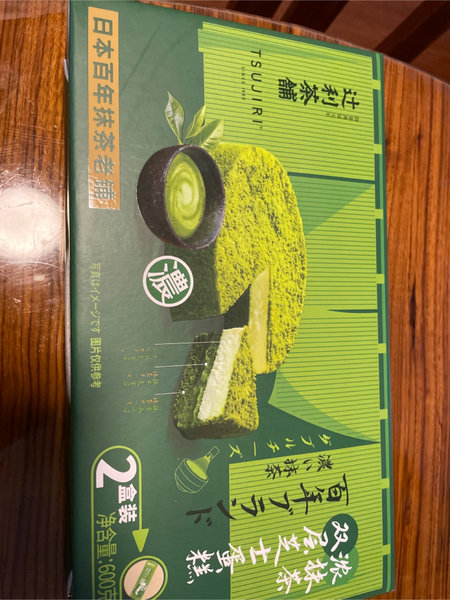 辻利茶舗
TSUJIRI
SINCE 1860
日本百年抹茶老鋪
濃
写真はイメージです 图片仅供参考
ダブルチーズ
濃い抹茶
百年ブランド
浓抹茶
双层芝士蛋糕
2盒装
净含量:600克